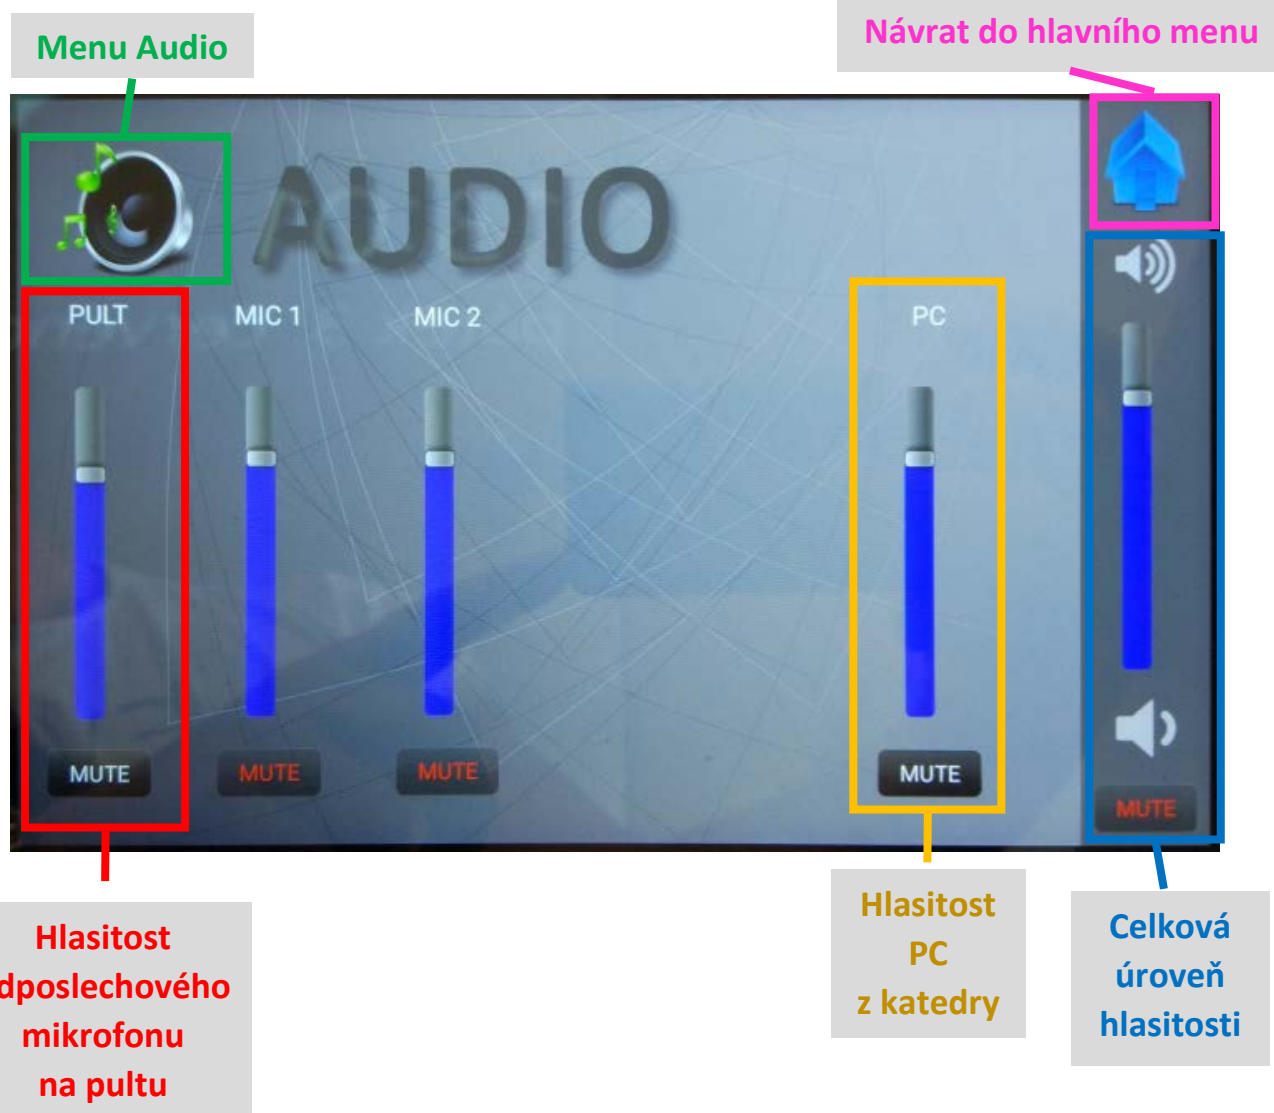 Menu Audio
Návrat do hlavního menu
AUDIO
PULT
MIC 1
MIC 2
PC
MUTE
MUTE
MUTE
MUTE
MUTE
Hlasitost
dposlechového
mikrofonu
na pultu
Hlasitost
PC
z katedry
Celková
úroveň
hlasitosti